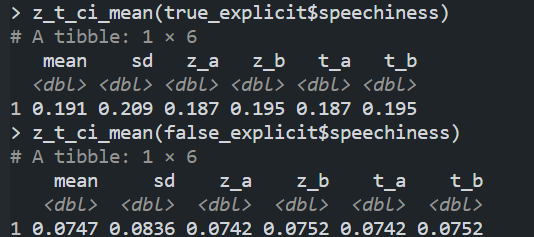 > z_t_ci_mean(true_explicit$speechiness)
# A tibble: 1 × 6
mean sd z_a z_b t_a t_b
<dbl> <dbl> <dbl> <dbl> <dbl> <dbl>
1 0.191 0.209 0.187 0.195 0.187 0.195
> z_t_ci_mean(false_explicit$speechiness)
# A tibble: 1 × 6
mean sd z_a z_b t_a t_b
<dbl> <dbl> <dbl> <dbl> <dbl> <dbl>
1 0.0747 0.0836 0.0742 0.0752 0.0742 0.0752